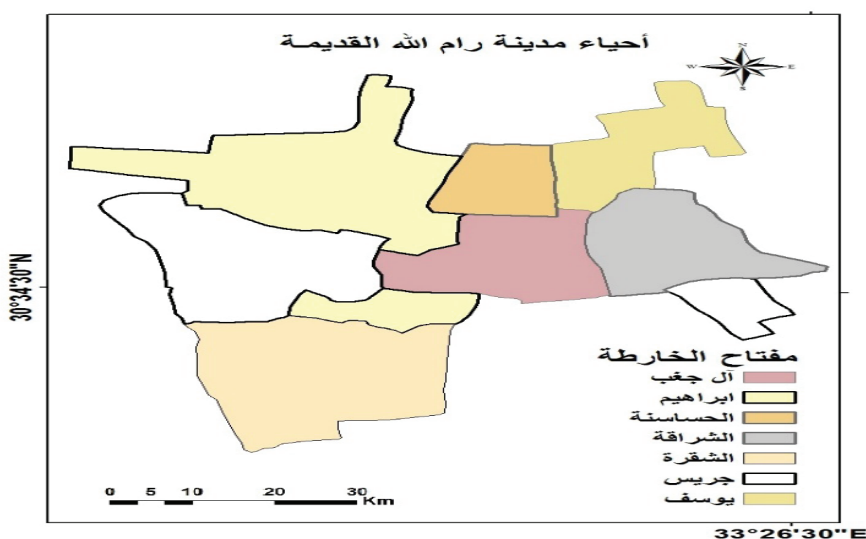 أحياء مدينة رام الله القديمة
N
W E
S
30°34'30"N
مفتاح الخارطة
ال جغب
ابراهيم
الحساسنة
الشراقة
الشقرة
جريس
يوسف
0 5 10 20 30
Km
33°26'30"E